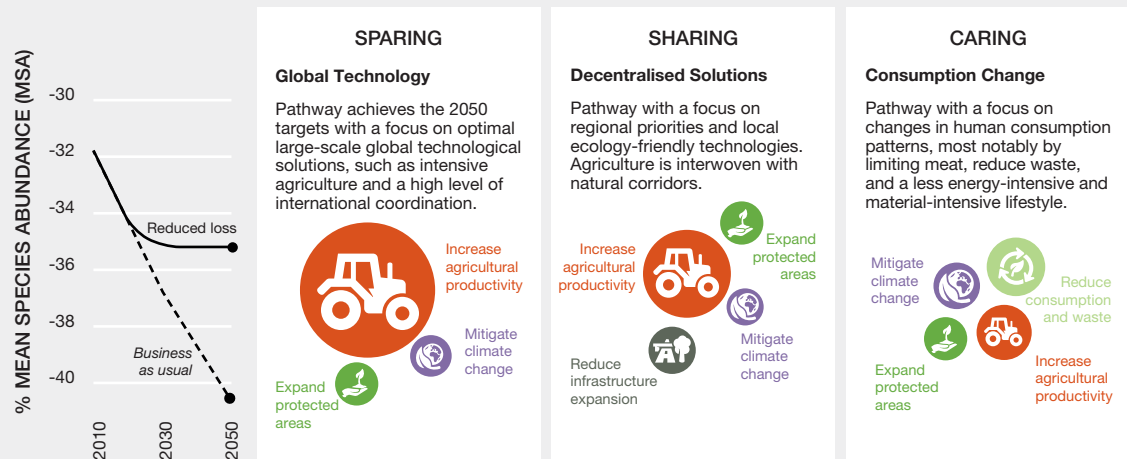 % MEAN SPECIES ABUNDANCE (MSA)
-30
-32
-34
-36
-38
-40
Reduced loss
Business
as usual
2010
2030
2050
SPARING
Global Technology
Pathway achieves the 2050
targets with a focus on optimal
large-scale global technological
solutions, such as intensive
agriculture and a high level of
international coordination.
Increase
agricultural
productivity
Mitigate
climate
change
Expand
protected
areas
SHARING
Decentralised Solutions
Pathway with a focus on
regional priorities and local
ecology-friendly technologies.
Agriculture is interwoven with
natural corridors.
Increase
agricultural
productivity
Expand
protected
areas
Mitigate
climate
change
Reduce
infrastructure
expansion
CARING
Consumption Change
Pathway with a focus on
changes in human consumption
patterns, most notably by
limiting meat, reduce waste,
and a less energy-intensive and
material-intensive lifestyle.
Mitigate
climate
change
Reduce
consumption
and waste
Expand
protected
areas
Increase
agricultural
productivity